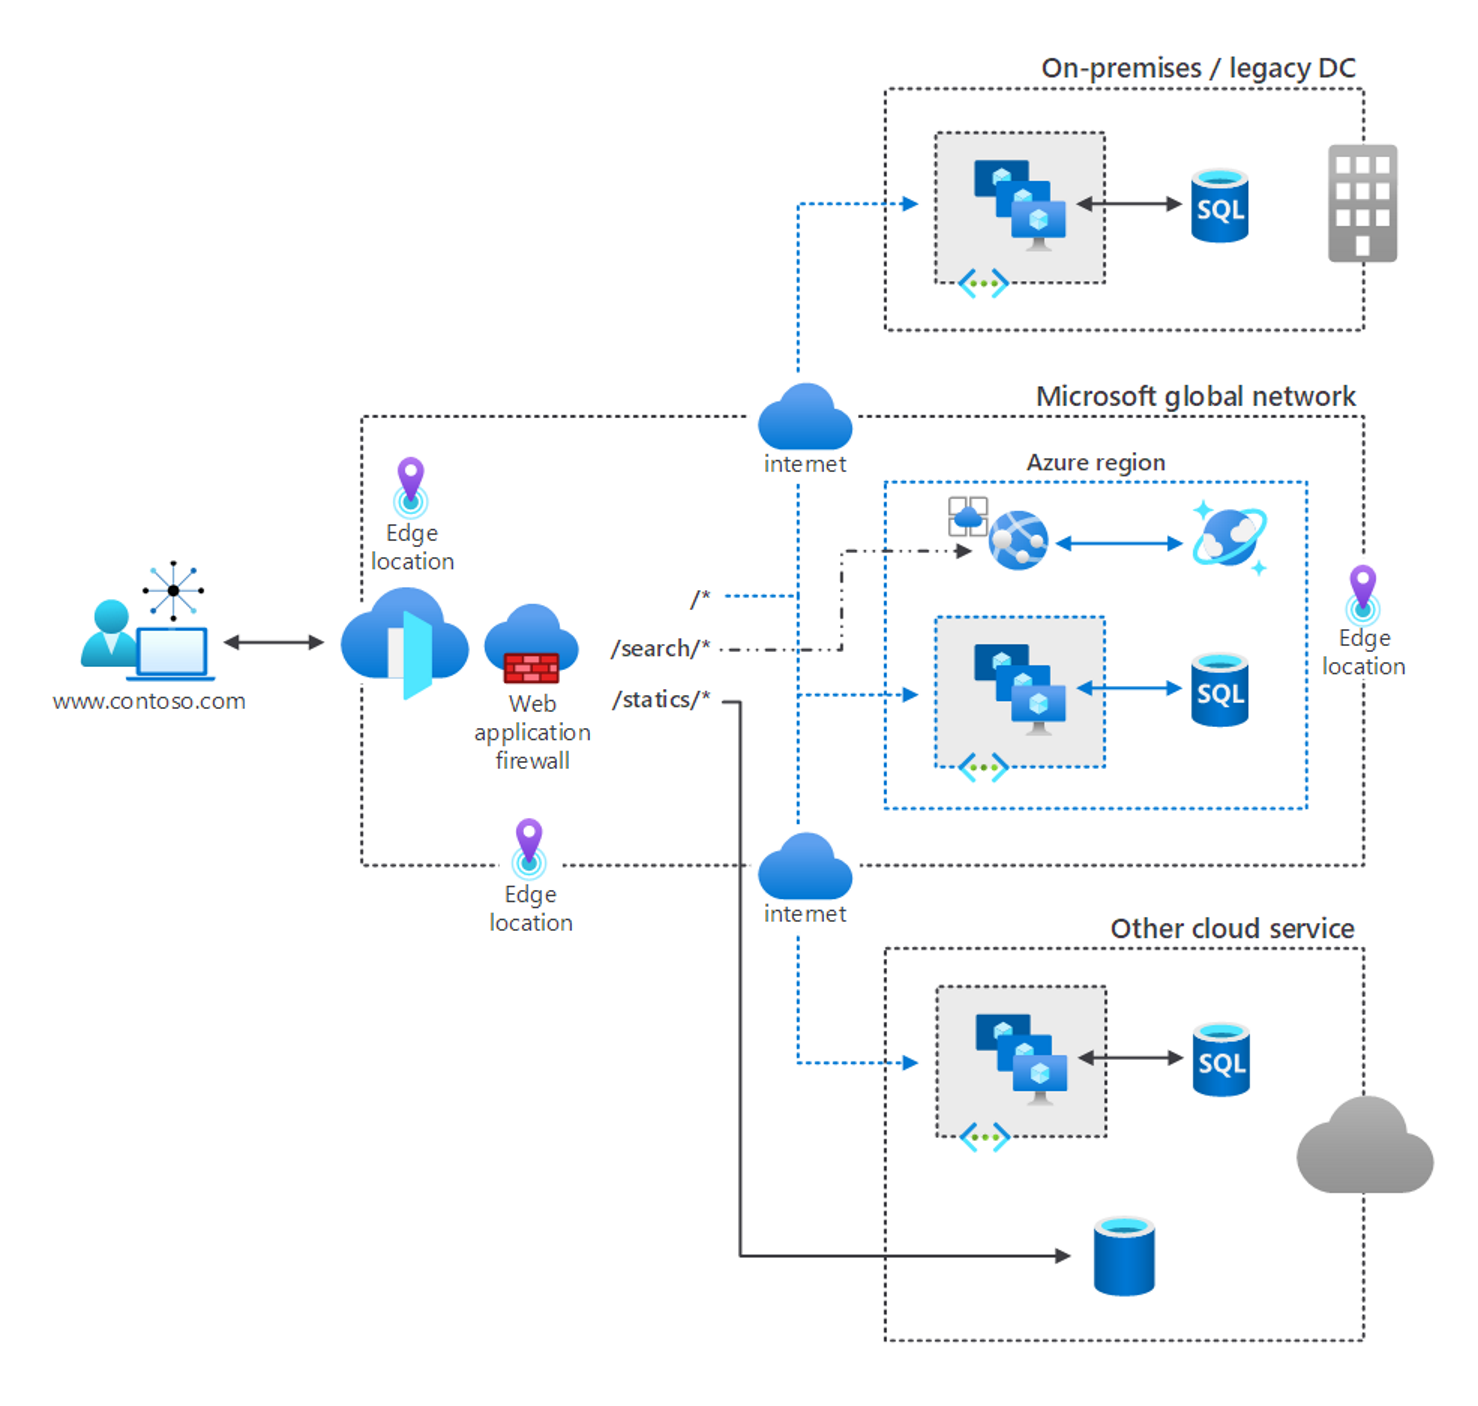 On-premises / legacy DC
SQL
Microsoft global network
internet
Azure region
Edge
location
/*
/search/*
/statics/*
www.contoso.com
Web
application
firewall
SQL
Edge
location
Edge
location
internet
Other cloud service
SQL